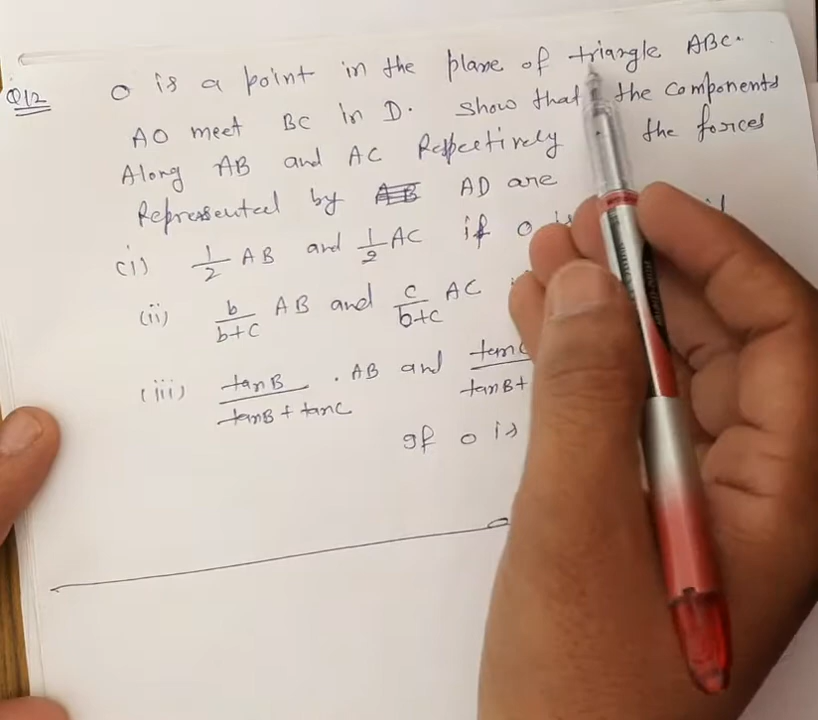 Q12 O is a point in the plane of triangle ABC.
AO meet BC in D. show that the components
Along AB and AC Respectively the forces
Represented by AD are
(i) 1/2 AB and 1/2 AC if O
(ii) b/b+c AB and c/b+c AC
(iii) tanB/tanB + tanC . AB and tanC/tanB+
If O is